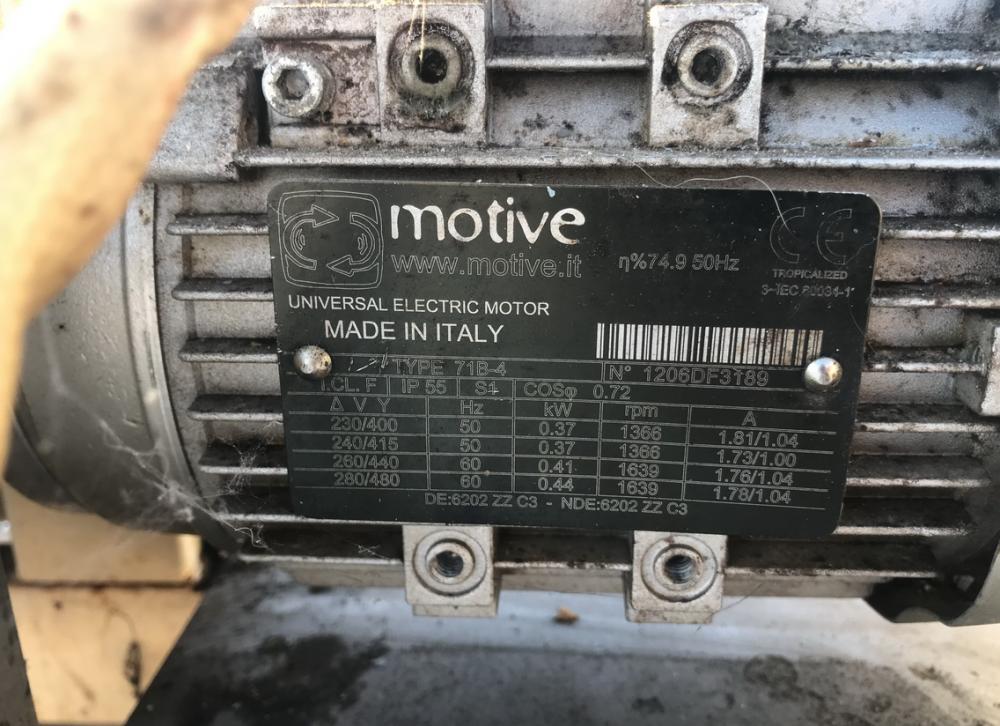 motive
www.motive.it
η%74.9 50Hz
CE
TROPICALIZED
3~IEC 60034-1
UNIVERSAL ELECTRIC MOTOR
MADE IN ITALY
TYPE 71B-4
N° 1206DF3189
I.CL. F IP 55 S1 COSφ 0.72
Δ V Y Hz kW rpm A
230/400 50 0.37 1366 1.81/1.04
240/415 50 0.37 1366 1.73/1.00
260/440 60 0.41 1639 1.76/1.04
280/480 60 0.44 1639 1.78/1.04
DE:6202 ZZ C3 - NDE:6202 ZZ C3